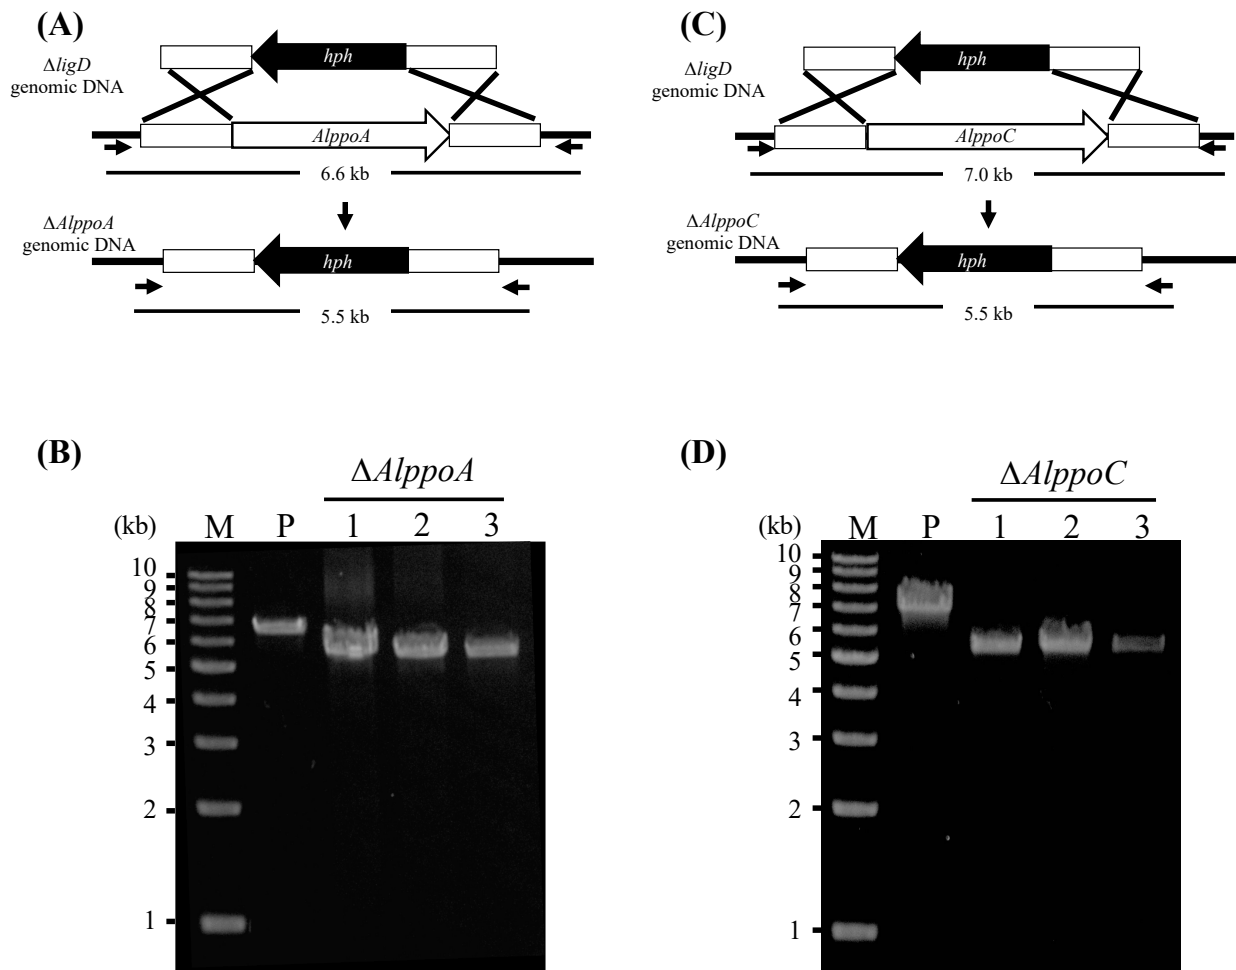 (A)
hph
ΔligD
genomic DNA
AlppoA
6.6 kb
ΔAlppoA
genomic DNA
hph
5.5 kb
(C)
hph
ΔligD
genomic DNA
AlppoC
7.0 kb
ΔAlppoC
genomic DNA
hph
5.5 kb
(B)
ΔAlppoA
(kb) M P 1 2 3
10
9
8
7
6
5
4
3
2
1
(D)
ΔAlppoC
(kb) M P 1 2 3
10
9
8
7
6
5
4
3
2
1